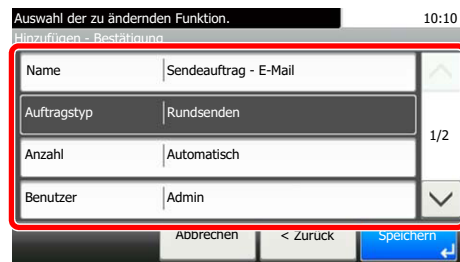 Auswahl der zu ändernden Funktion. 10:10
Hinzufügen - Bestätigung
Name Sendeauftrag - E-Mail
Auftragstyp Rundsenden
1/2
Anzahl Automatisch
Benutzer Admin
Abbrechen < Zurück Speichern